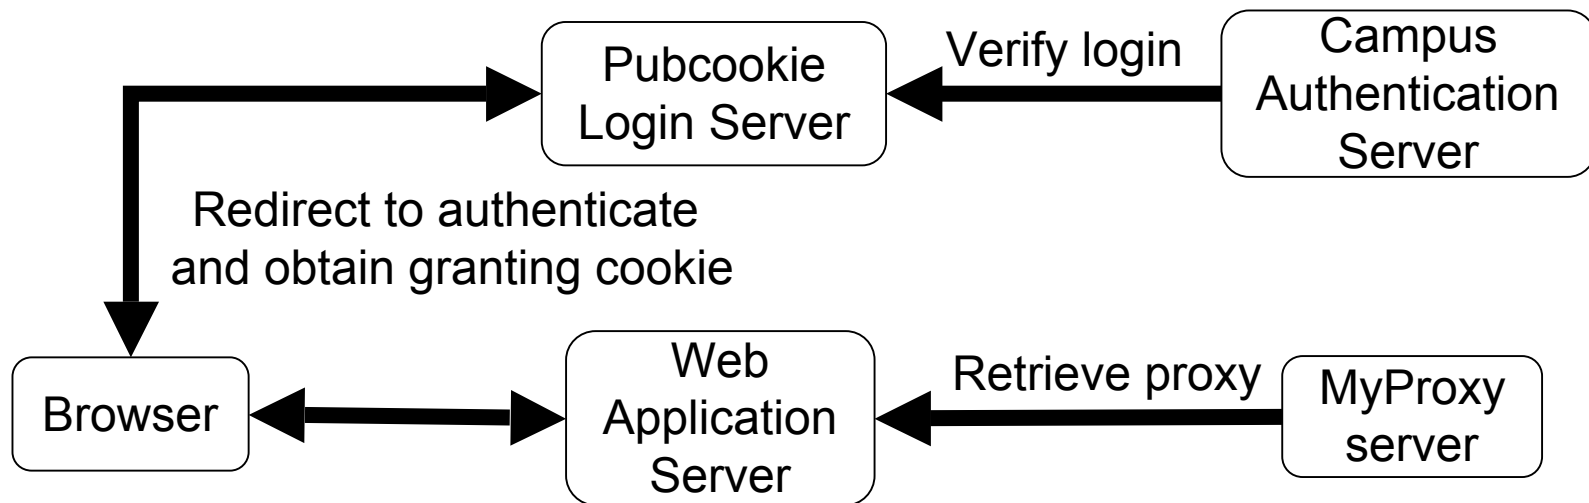 Pubcookie
Login Server
Verify login
Campus
Authentication
Server
Redirect to authenticate
and obtain granting cookie
Browser
Web
Application
Server
Retrieve proxy
MyProxy
server